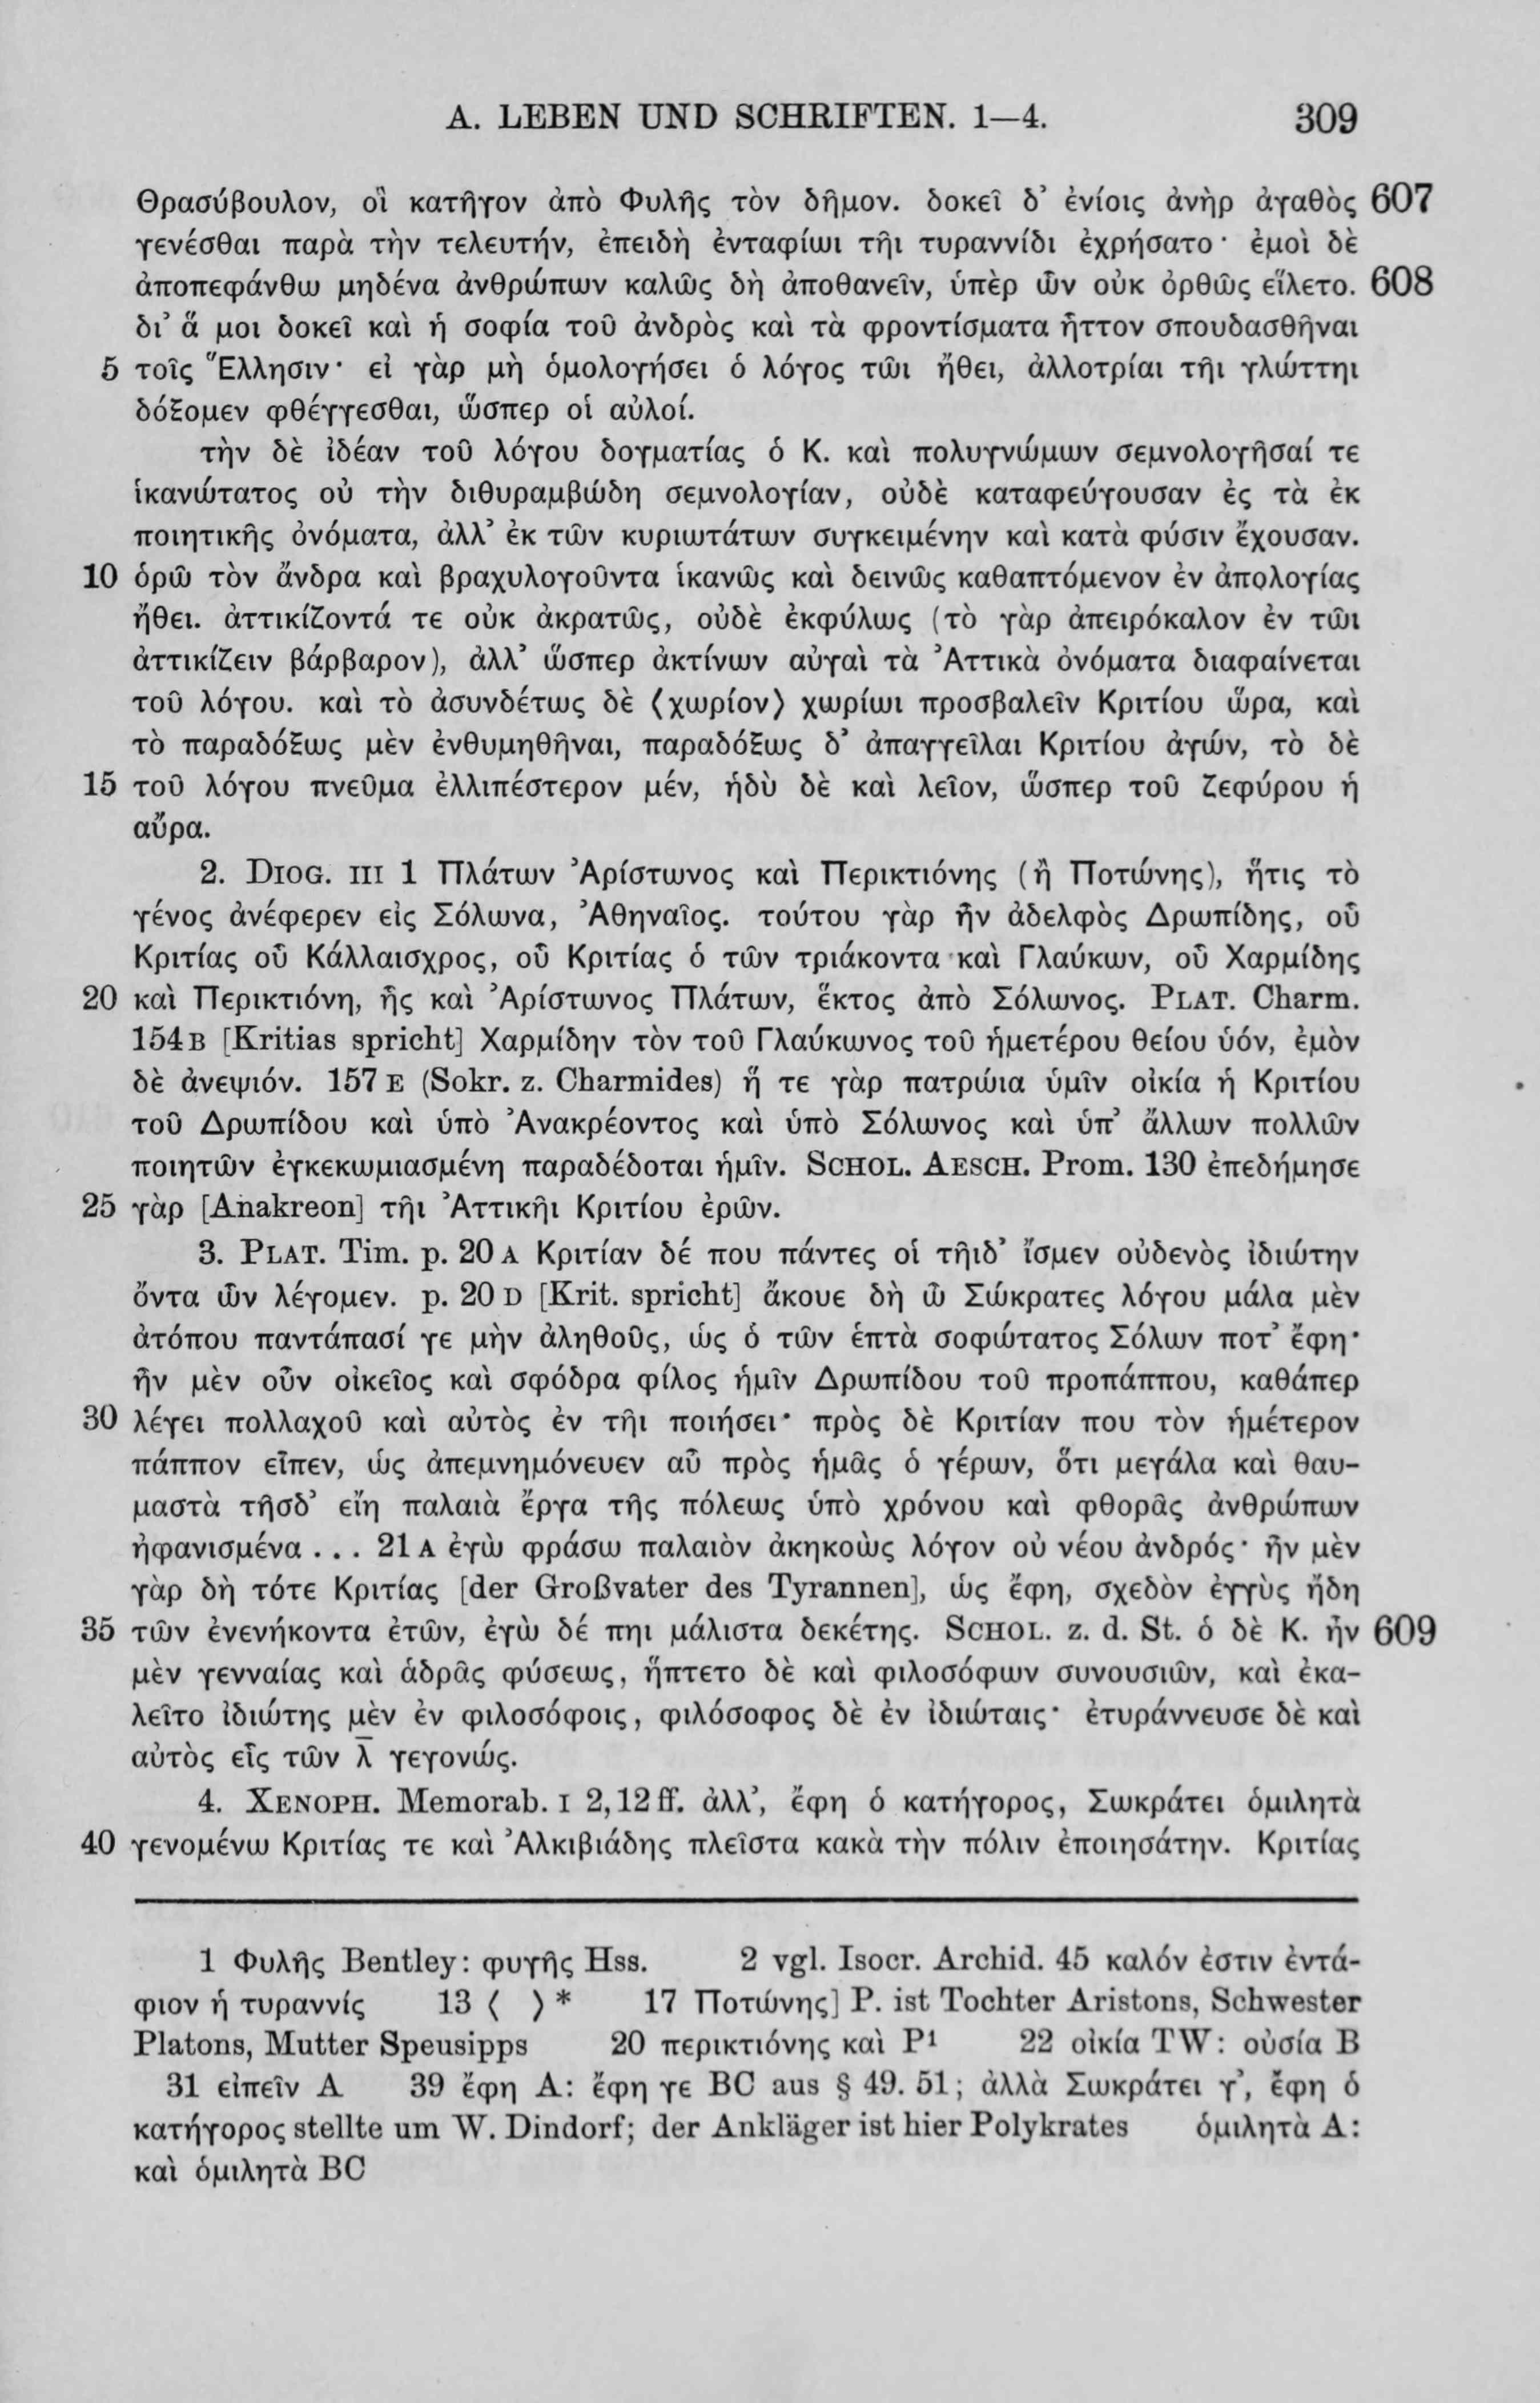 A. LEBEN UND SCHRIFTEN. 1—4. 309
Θρασύβουλον, οἳ κατῆγον ἀπὸ Φυλῆς τὸν δῆμον. δοκεῖ δ’ ἐνίοις ἀνὴρ ἀγαθὸς 607
γενέσθαι παρὰ τὴν τελευτήν, ἐπειδὴ ἐνταφίωι τῆι τυραννίδι ἐχρήσατο· ἐμοὶ δὲ
ἀποπεφάνθω μηδένα ἀνθρώπων καλῶς δὴ ἀποθανεῖν, ὑπὲρ ὧν οὐκ ὀρθῶς εἵλετο. 608
δι’ ἅ μοι δοκεῖ καὶ ἡ σοφία τοῦ ἀνδρὸς καὶ τὰ φροντίσματα ἧττον σπουδασθῆναι
5 τοῖς Ἕλλησιν· εἰ γὰρ μὴ ὁμολογήσει ὁ λόγος τῶι ἤθει, ἀλλοτρίαι τῆι γλώττηι
δόξομεν φθέγγεσθαι, ὥσπερ οἱ αὐλοί.
τὴν δὲ ἰδέαν τοῦ λόγου δογματίας ὁ Κ. καὶ πολυγνώμων σεμνολογῆσαί τε
ἱκανώτατος οὐ τὴν διθυραμβώδη σεμνολογίαν, οὐδὲ καταφεύγουσαν ἐς τὰ ἐκ
ποιητικῆς ὀνόματα, ἀλλ’ ἐκ τῶν κυριωτάτων συγκειμένην καὶ κατὰ φύσιν ἔχουσαν.
10 ὁρῶ τὸν ἄνδρα καὶ βραχυλογοῦντα ἱκανῶς καὶ δεινῶς καθαπτόμενον ἐν ἀπολογίας
ἤθει. ἀττικίζοντά τε οὐκ ἀκρατῶς, οὐδὲ ἐκφύλως (τὸ γὰρ ἀπειρόκαλον ἐν τῶι
ἀττικίζειν βάρβαρον), ἀλλ’ ὥσπερ ἀκτίνων αὐγαὶ τὰ Ἀττικὰ ὀνόματα διαφαίνεται
τοῦ λόγου. καὶ τὸ ἀσυνδέτως δὲ ⟨χωρίον⟩ χωρίωι προσβαλεῖν Κριτίου ὥρα, καὶ
τὸ παραδόξως μὲν ἐνθυμηθῆναι, παραδόξως δ’ ἀπαγγεῖλαι Κριτίου ἀγών, τὸ δὲ
15 τοῦ λόγου πνεῦμα ἐλλιπέστερον μέν, ἡδὺ δὲ καὶ λεῖον, ὥσπερ τοῦ ζεφύρου ἡ
αὔρα.
2. DIOG. III 1 Πλάτων Ἀρίστωνος καὶ Περικτιόνης (ἢ Ποτώνης), ἥτις τὸ
γένος ἀνέφερεν εἰς Σόλωνα, Ἀθηναῖος. τούτου γὰρ ἦν ἀδελφὸς Δρωπίδης, οὗ
Κριτίας οὗ Κάλλαισχρος, οὗ Κριτίας ὁ τῶν τριάκοντα καὶ Γλαύκων, οὗ Χαρμίδης
20 καὶ Περικτιόνη, ἧς καὶ Ἀρίστωνος Πλάτων, ἕκτος ἀπὸ Σόλωνος. PLAT. Charm.
154 B [Kritias spricht] Χαρμίδην τὸν τοῦ Γλαύκωνος τοῦ ἡμετέρου θείου ὑόν, ἐμὸν
δὲ ἀνεψιόν. 157 E (Sokr. z. Charmides) ἥ τε γὰρ πατρώια ὑμῖν οἰκία ἡ Κριτίου
τοῦ Δρωπίδου καὶ ὑπὸ Ἀνακρέοντος καὶ ὑπὸ Σόλωνος καὶ ὑπ’ ἄλλων πολλῶν
ποιητῶν ἐγκεκωμιασμένη παραδέδοται ἡμῖν. SCHOL. AESCH. Prom. 130 ἐπεδήμησε
25 γὰρ [Anakreon] τῆι Ἀττικῆι Κριτίου ἐρῶν.
3. PLAT. Tim. p. 20 A Κριτίαν δέ που πάντες οἱ τῆιδ’ ἴσμεν οὐδενὸς ἰδιώτην
ὄντα ὧν λέγομεν. p. 20 D [Krit. spricht] ἄκουε δὴ ὦ Σώκρατες λόγου μάλα μὲν
ἀτόπου παντάπασί γε μὴν ἀληθοῦς, ὡς ὁ τῶν ἑπτὰ σοφώτατος Σόλων ποτ’ ἔφη·
ἦν μὲν οὖν οἰκεῖος καὶ σφόδρα φίλος ἡμῖν Δρωπίδου τοῦ προπάππου, καθάπερ
30 λέγει πολλαχοῦ καὶ αὐτὸς ἐν τῆι ποιήσει· πρὸς δὲ Κριτίαν που τὸν ἡμέτερον
πάππον εἶπεν, ὡς ἀπεμνημόνευεν αὖ πρὸς ἡμᾶς ὁ γέρων, ὅτι μεγάλα καὶ θαυ-
μαστὰ τῆσδ’ εἴη παλαιὰ ἔργα τῆς πόλεως ὑπὸ χρόνου καὶ φθορᾶς ἀνθρώπων
ἠφανισμένα . . . 21 A ἐγὼ φράσω παλαιὸν ἀκηκοὼς λόγον οὐ νέου ἀνδρός· ἦν μὲν
γὰρ δὴ τότε Κριτίας [der Großvater des Tyrannen], ὡς ἔφη, σχεδὸν ἐγγὺς ἤδη
35 τῶν ἐνενήκοντα ἐτῶν, ἐγὼ δέ πηι μάλιστα δεκέτης. SCHOL. z. d. St. ὁ δὲ Κ. ἦν 609
μὲν γενναίας καὶ ἁδρᾶς φύσεως, ἥπτετο δὲ καὶ φιλοσόφων συνουσιῶν, καὶ ἐκα-
λεῖτο ἰδιώτης μὲν ἐν φιλοσόφοις, φιλόσοφος δὲ ἐν ἰδιώταις· ἐτυράννευσε δὲ καὶ
αὐτὸς εἷς τῶν λ̅ γεγονώς.
4. XENOPH. Memorab. I 2, 12 ff. ἀλλ’, ἔφη ὁ κατήγορος, Σωκράτει ὁμιλητὰ
40 γενομένω Κριτίας τε καὶ Ἀλκιβιάδης πλεῖστα κακὰ τὴν πόλιν ἐποιησάτην. Κριτίας
1 Φυλῆς Bentley: φυγῆς Hss. 2 vgl. Isocr. Archid. 45 καλόν ἐστιν ἐντά-
φιον ἡ τυραννίς 13 ⟨ ⟩ * 17 Ποτώνης] P. ist Tochter Aristons, Schwester
Platons, Mutter Speusipps 20 περικτιόνης καὶ P¹ 22 οἰκία TW: οὐσία B
31 εἰπεῖν A 39 ἔφη A: ἔφη γε BC aus § 49. 51; ἀλλὰ Σωκράτει γ’, ἔφη ὁ
κατήγορος stellte um W. Dindorf; der Ankläger ist hier Polykrates ὁμιλητὰ A:
καὶ ὁμιλητὰ BC